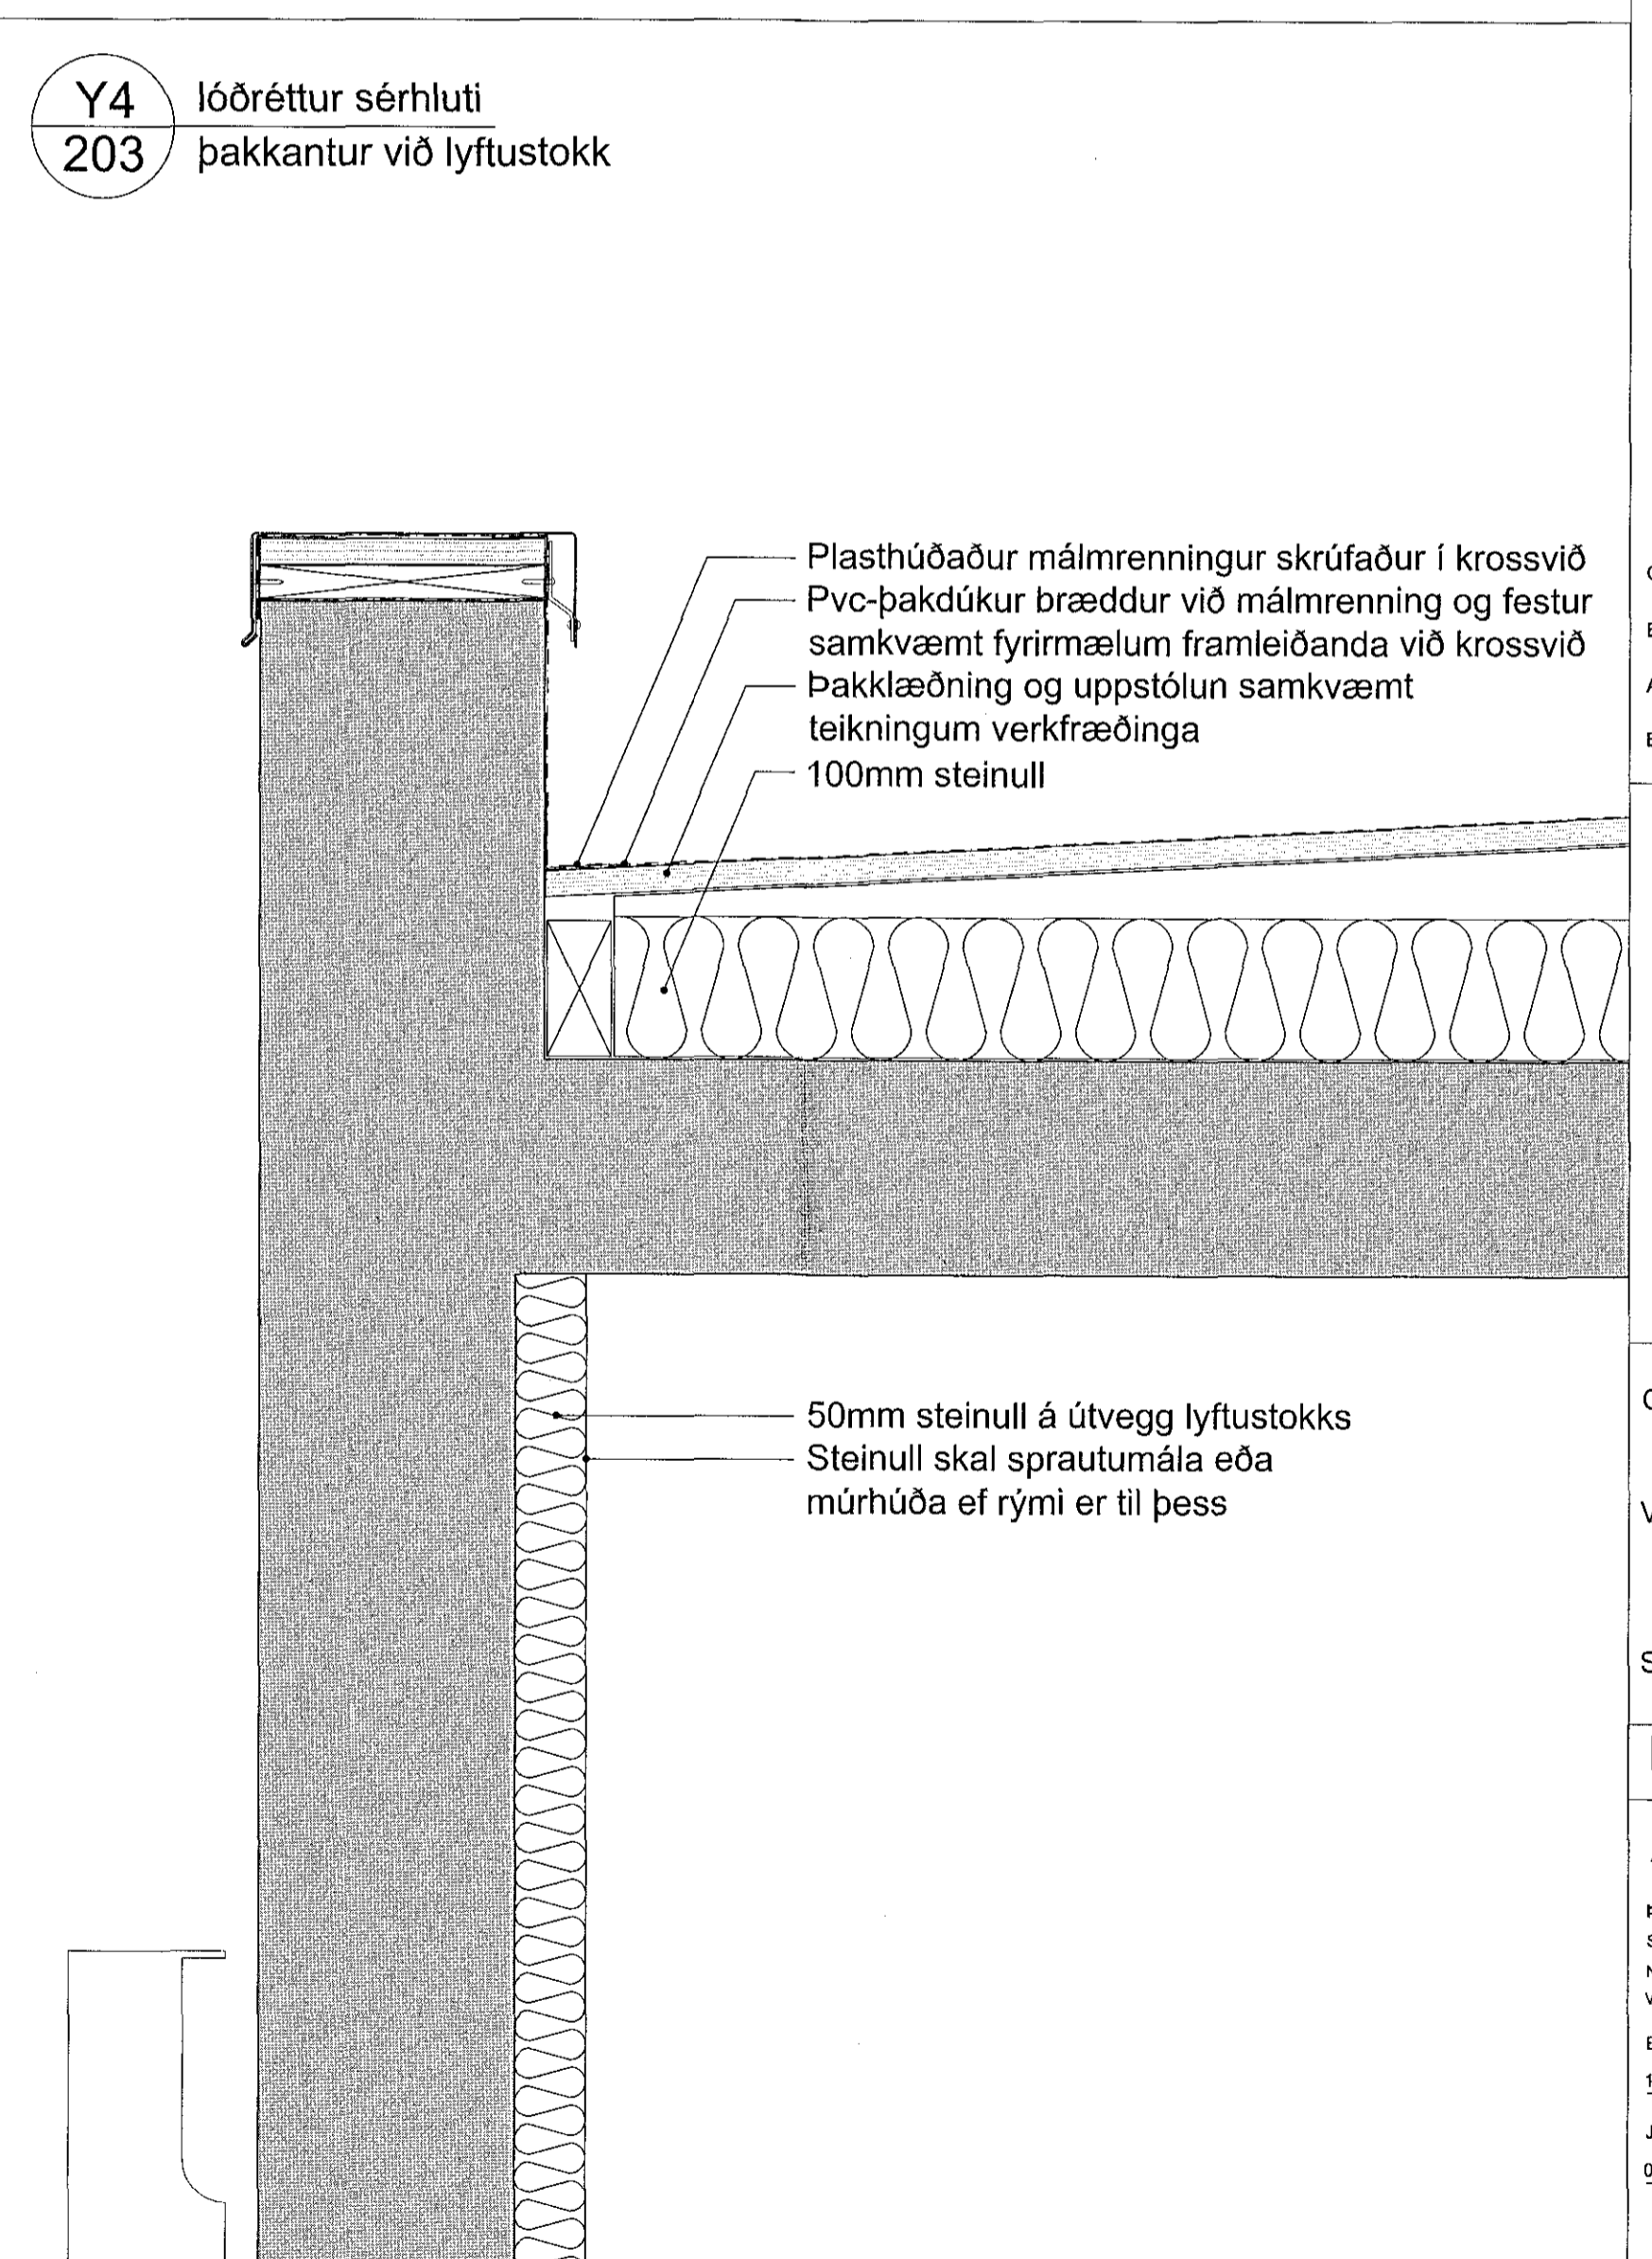 Y4
203
lóðréttur sérhluti
þakkantur við lyftustokk
Plasthúðaður málmrenningur skrúfaður í krossvið
Pvc-þakdúkur bræddur við málmrenning og festur
samkvæmt fyrirmælum framleiðanda við krossvið
Þakklæðning og uppstólun samkvæmt
teikningum verkfræðinga
100mm steinull
50mm steinull á útvegg lyftustokks
Steinull skal sprautumála eða
múrhúða ef rými er til þess